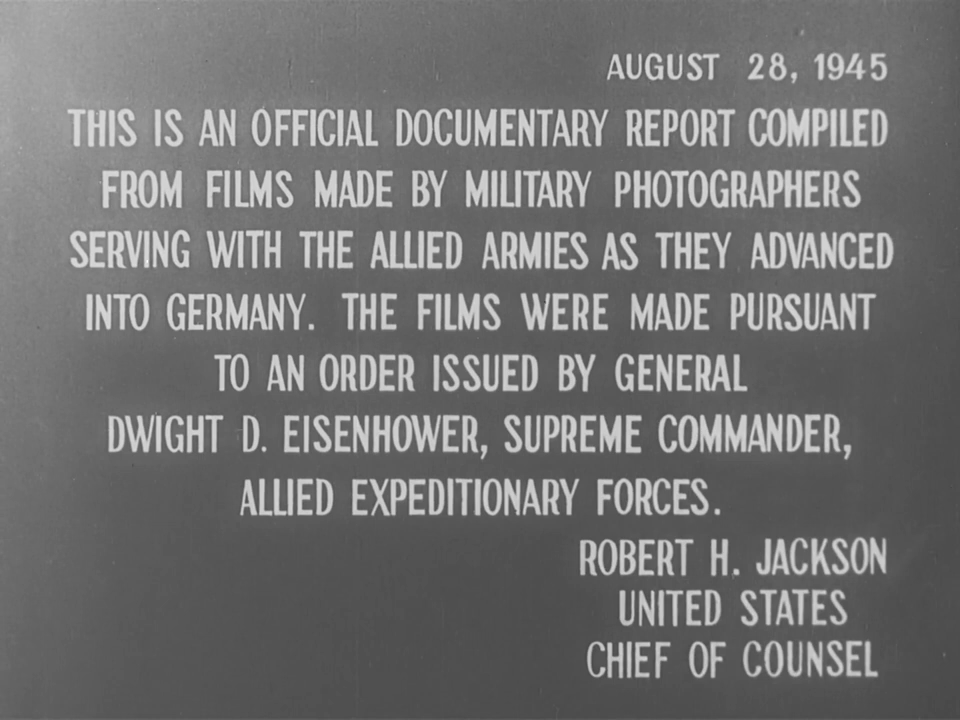 AUGUST 28, 1945
THIS IS AN OFFICIAL DOCUMENTARY REPORT COMPILED
FROM FILMS MADE BY MILITARY PHOTOGRAPHERS
SERVING WITH THE ALLIED ARMIES AS THEY ADVANCED
INTO GERMANY. THE FILMS WERE MADE PURSUANT
TO AN ORDER ISSUED BY GENERAL
DWIGHT D. EISENHOWER, SUPREME COMMANDER,
ALLIED EXPEDITIONARY FORCES.
ROBERT H. JACKSON
UNITED STATES
CHIEF OF COUNSEL